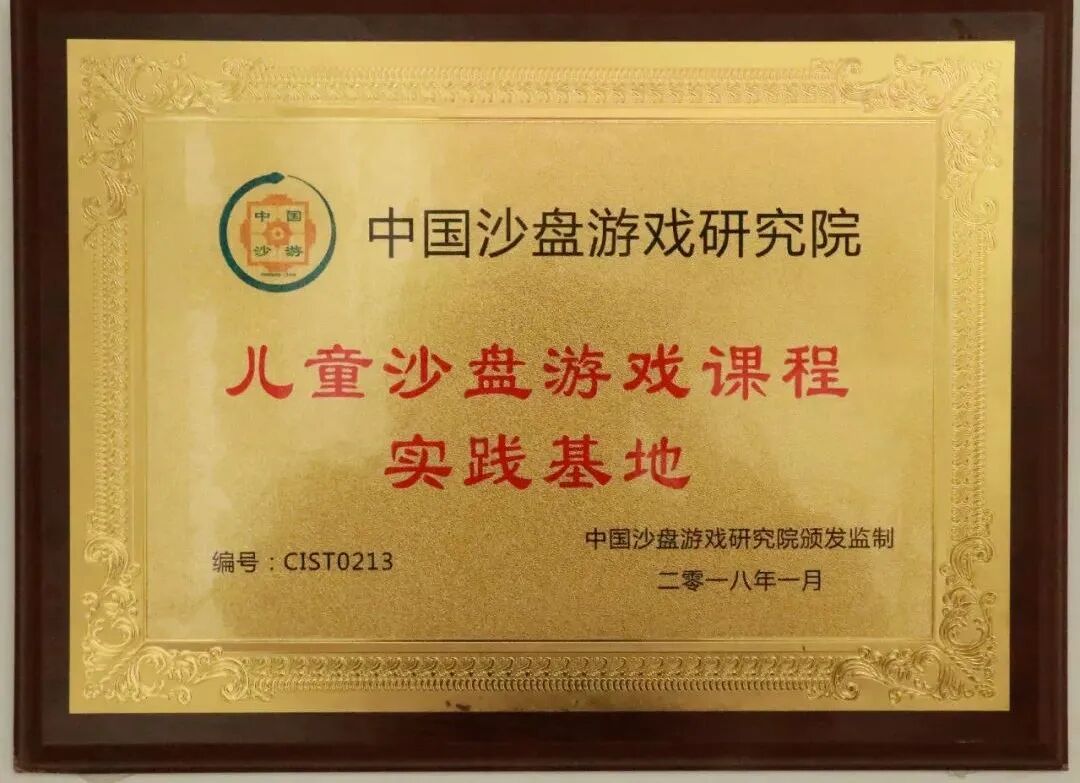 中国
沙游
中国沙盘游戏研究院
儿童沙盘游戏课程
实践基地
编号：CIST0213
中国沙盘游戏研究院颁发监制
二零一八年一月